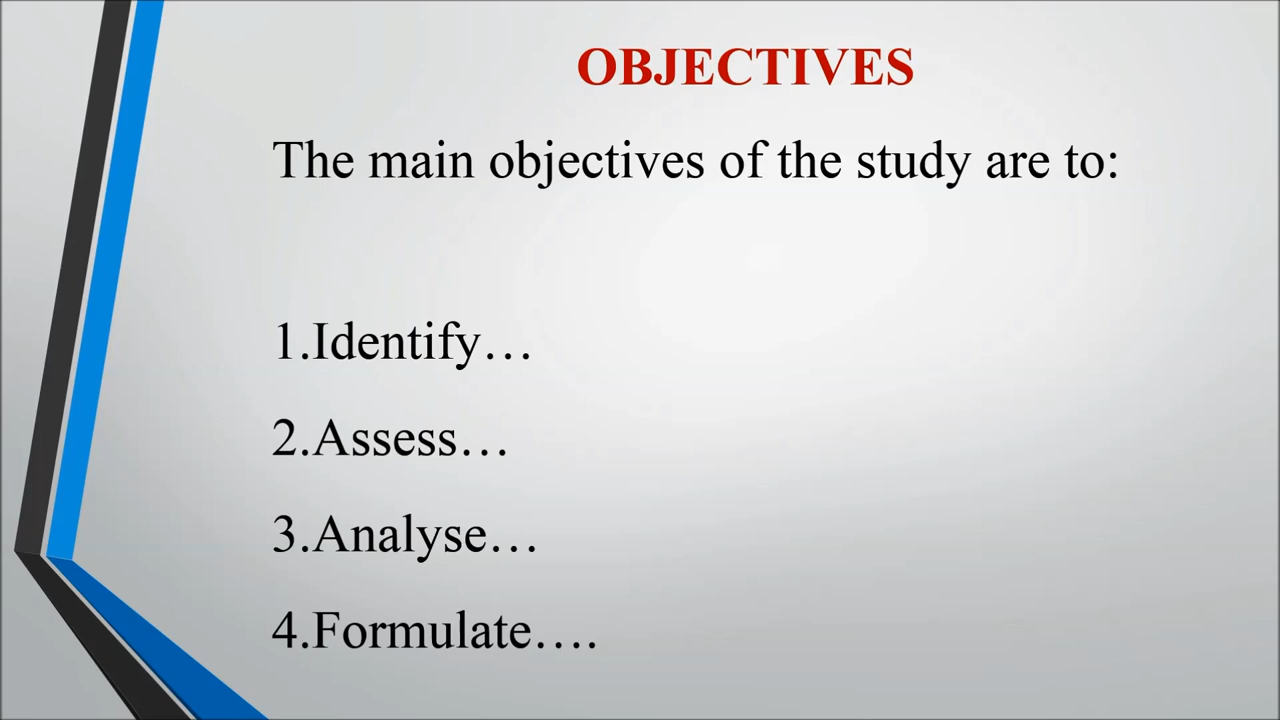 OBJECTIVES
The main objectives of the study are to:
1.Identify…
2.Assess…
3.Analyse…
4.Formulate….